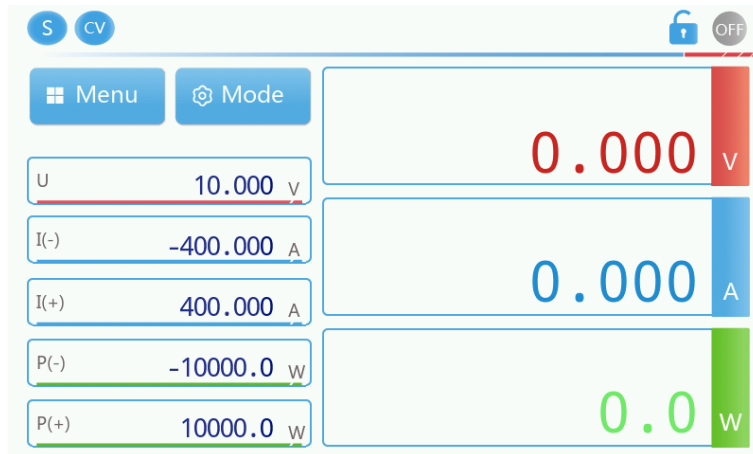 S CV OFF
Menu Mode
0.000 V
U 10.000 V
I(-) -400.000 A
0.000 A
I(+) 400.000 A
P(-) -10000.0 W
0.0 W
P(+) 10000.0 W